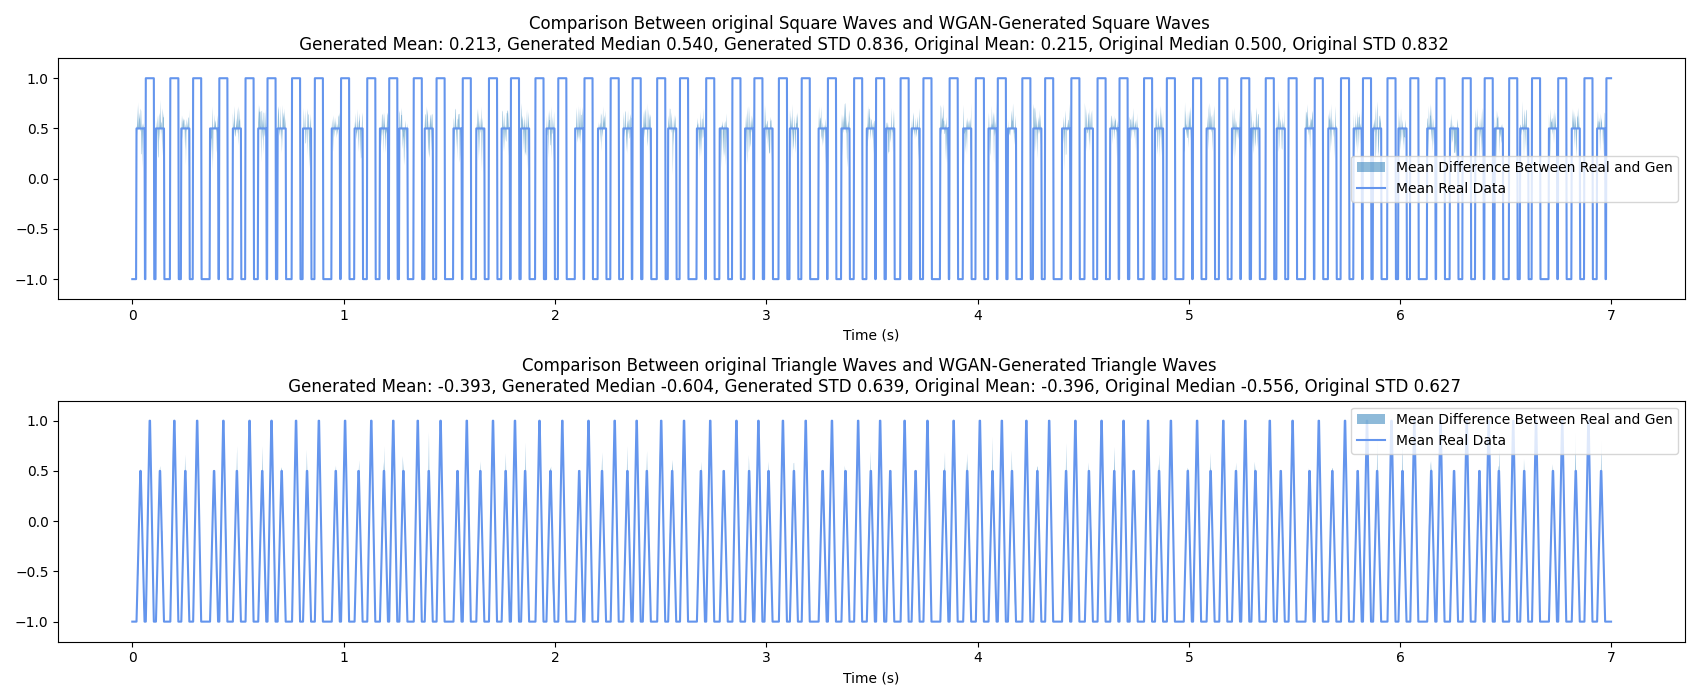 Comparison Between original Square Waves and WGAN-Generated Square Waves
Generated Mean: 0.213, Generated Median 0.540, Generated STD 0.836, Original Mean: 0.215, Original Median 0.500, Original STD 0.832
1.0
0.5
0.0
−0.5
−1.0
Mean Difference Between Real and Gen
Mean Real Data
0 1 2 3 4 5 6 7
Time (s)
Comparison Between original Triangle Waves and WGAN-Generated Triangle Waves
Generated Mean: -0.393, Generated Median -0.604, Generated STD 0.639, Original Mean: -0.396, Original Median -0.556, Original STD 0.627
1.0
0.5
0.0
−0.5
−1.0
Mean Difference Between Real and Gen
Mean Real Data
0 1 2 3 4 5 6 7
Time (s)